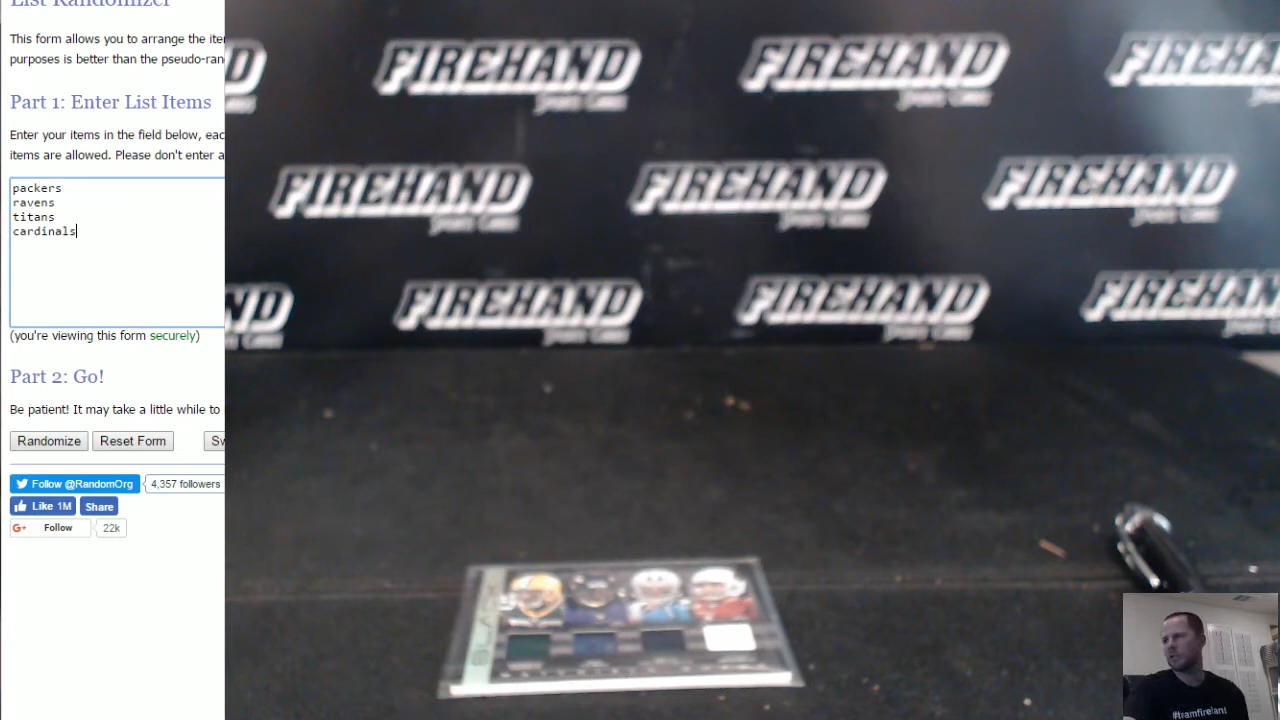 List Randomizer
This form allows you to arrange the ite
purposes is better than the pseudo-ran
Part 1: Enter List Items
Enter your items in the field below, eac
items are allowed. Please don't enter a
packers
ravens
titans
cardinals
(you're viewing this form securely)
Part 2: Go!
Be patient! It may take a little while to
Randomize Reset Form Sw
Follow @RandomOrg 4,357 followers
Like 1M Share
Follow 22k
FIREHAND FIREHAND FIREHAN
FIREHAND FIREHAND FIREHAND
FIREHAND FIREHAND FIREHAN
#teamfirehand